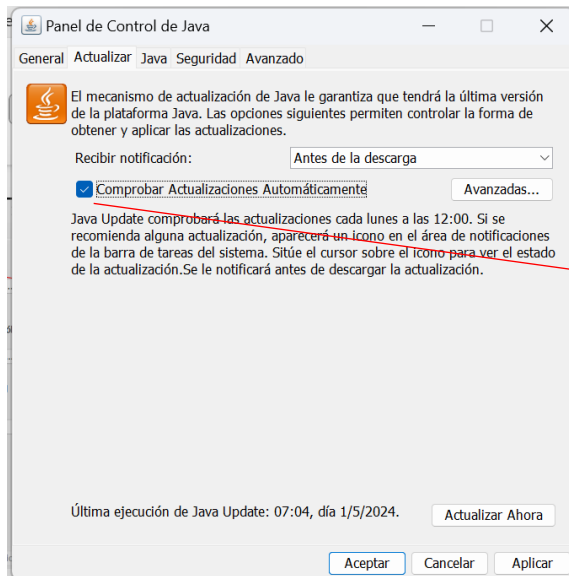 Panel de Control de Java
General Actualizar Java Seguridad Avanzado
El mecanismo de actualización de Java le garantiza que tendrá la última versión
de la plataforma Java. Las opciones siguientes permiten controlar la forma de
obtener y aplicar las actualizaciones.
Recibir notificación: Antes de la descarga
Comprobar Actualizaciones Automáticamente Avanzadas...
Java Update comprobará las actualizaciones cada lunes a las 12:00. Si se
recomienda alguna actualización, aparecerá un icono en el área de notificaciones
de la barra de tareas del sistema. Sitúe el cursor sobre el icono para ver el estado
de la actualización.Se le notificará antes de descargar la actualización.
Última ejecución de Java Update: 07:04, día 1/5/2024. Actualizar Ahora
Aceptar Cancelar Aplicar